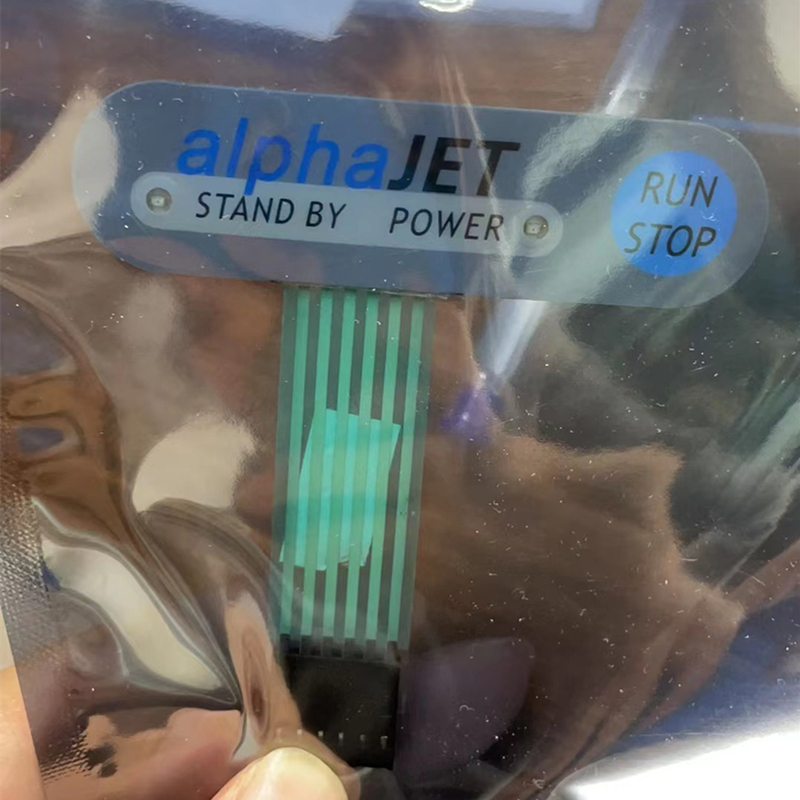 alphaJET
STAND BY POWER
RUN
STOP